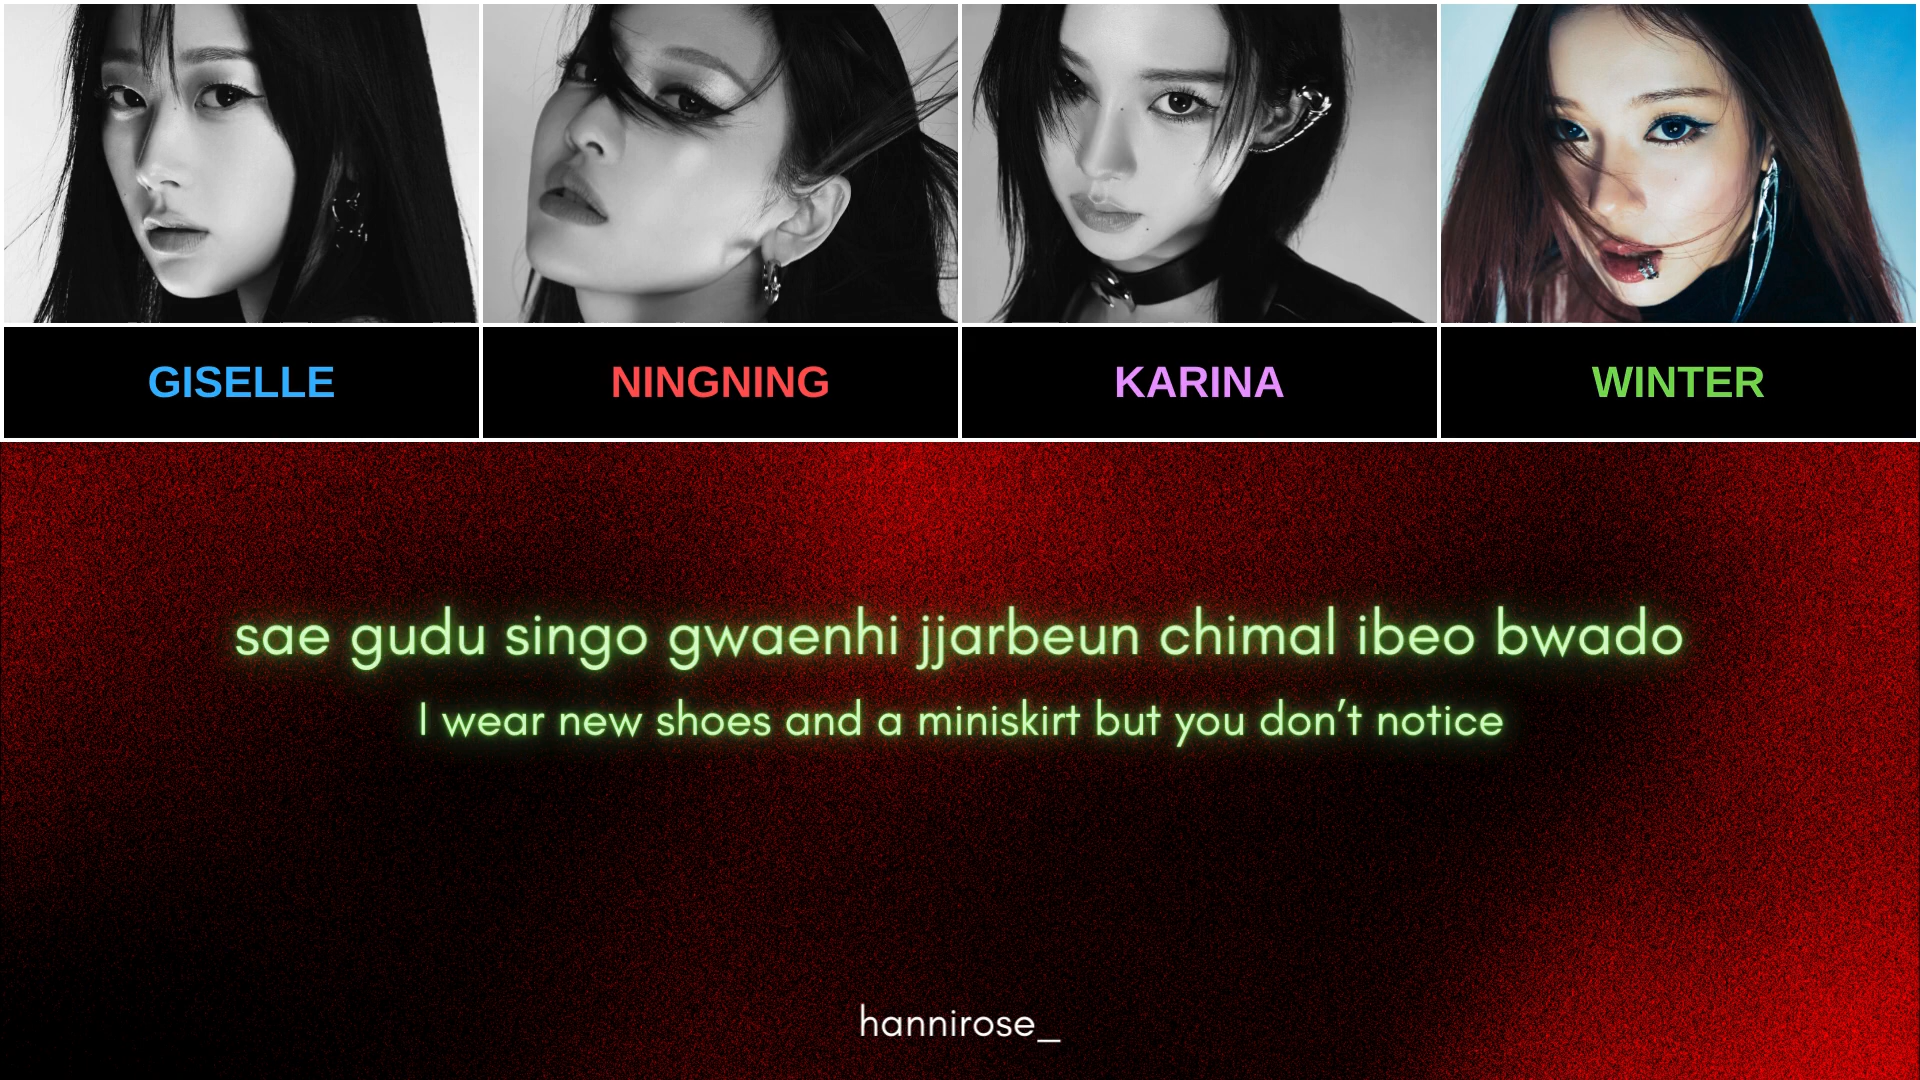 GISELLE
NINGNING
KARINA
WINTER
sae gudu singo gwaenhi jjarbeun chimal ibeo bwado
I wear new shoes and a miniskirt but you don’t notice
hannirose_